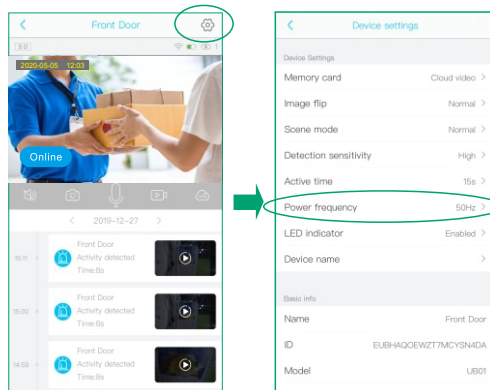 Front Door
2020-05-05 12:03
Online
2019-12-27
15:11
Front Door
Activity detected
Time:8s
15:00
Front Door
Activity detected
Time:8s
14:59
Front Door
Activity detected
Time:8s
Device settings
Device Settings
Memory card Cloud video >
Image flip Normal >
Scene mode Normal >
Detection sensitivity High >
Active time 15s >
Power frequency 50Hz >
LED indicator Enabled >
Device name >
Basic info
Name Front Door
ID EUBHAQOEWZT7MCYSN4DA
Model UB01